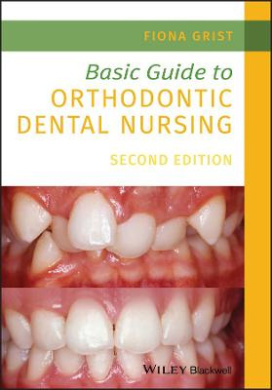 FIONA GRIST
Basic Guide to
ORTHODONTIC
DENTAL NURSING
SECOND EDITION
WILEY Blackwell